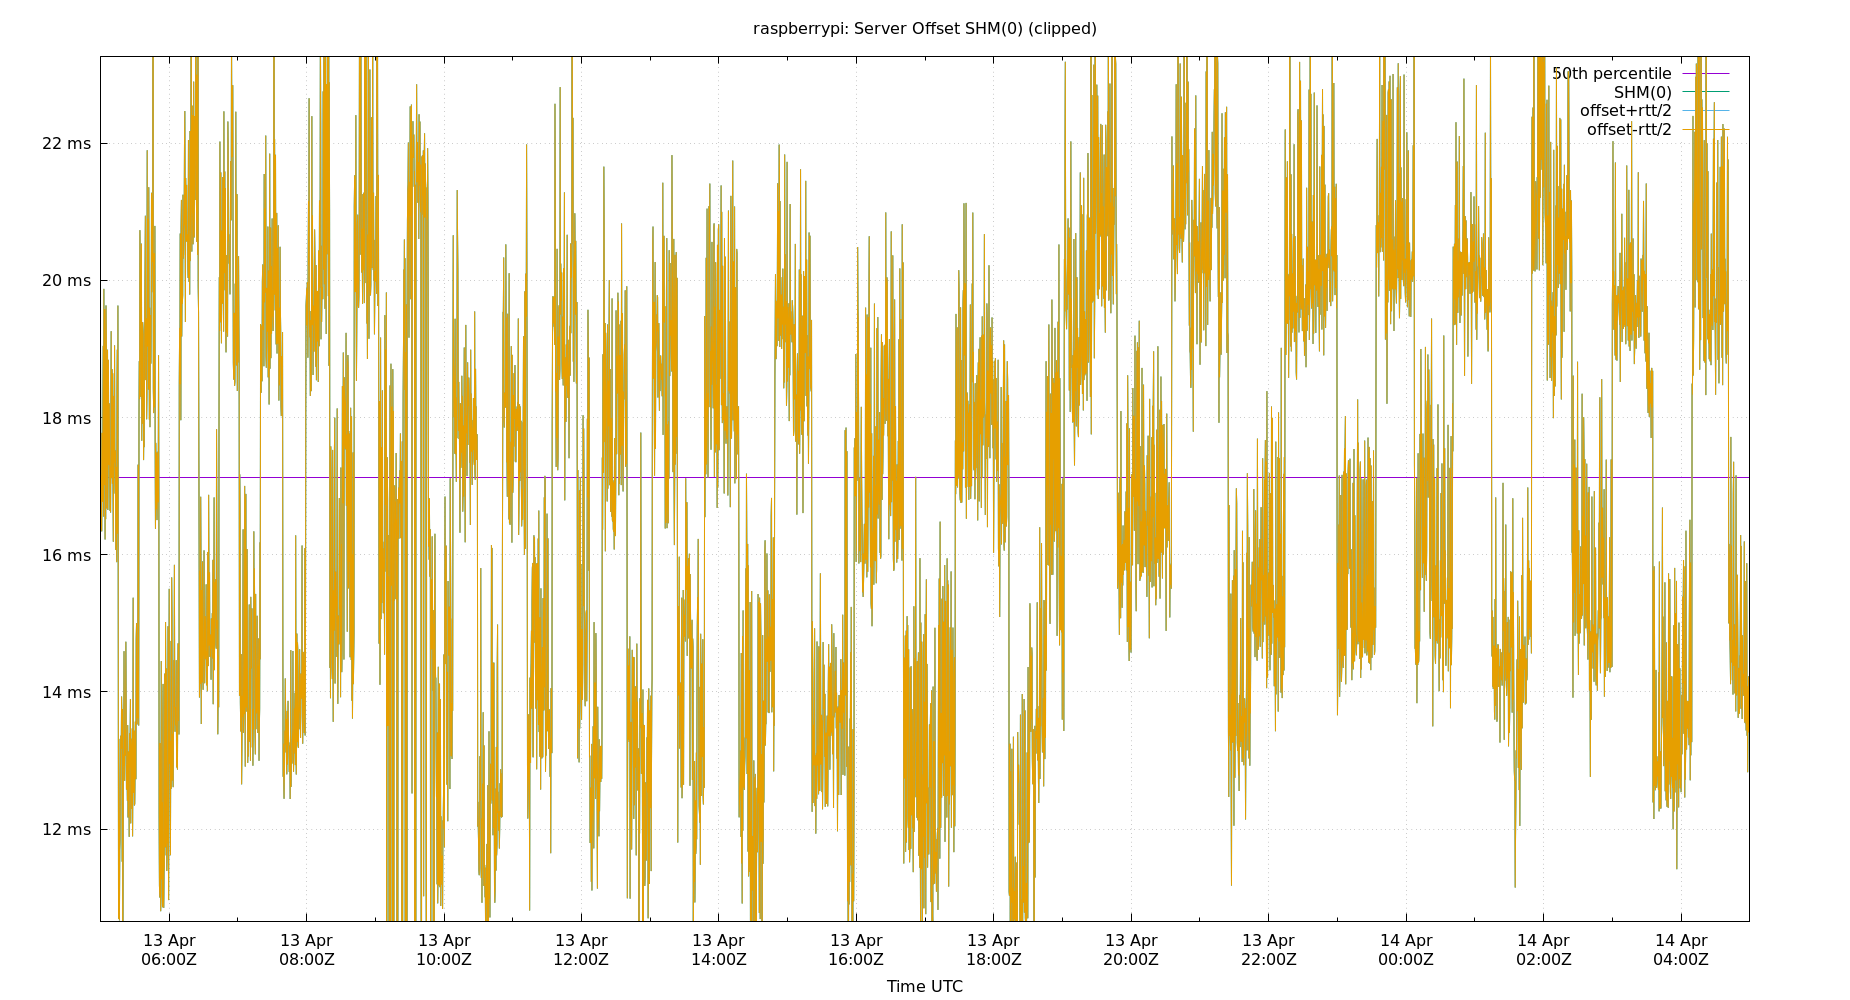 raspberrypi: Server Offset SHM(0) (clipped)
50th percentile
SHM(0)
offset+rtt/2
offset-rtt/2
22 ms
20 ms
18 ms
16 ms
14 ms
12 ms
13 Apr 13 Apr 13 Apr 13 Apr 13 Apr 13 Apr 13 Apr 13 Apr 13 Apr 14 Apr 14 Apr 14 Apr
06:00Z 08:00Z 10:00Z 12:00Z 14:00Z 16:00Z 18:00Z 20:00Z 22:00Z 00:00Z 02:00Z 04:00Z
Time UTC